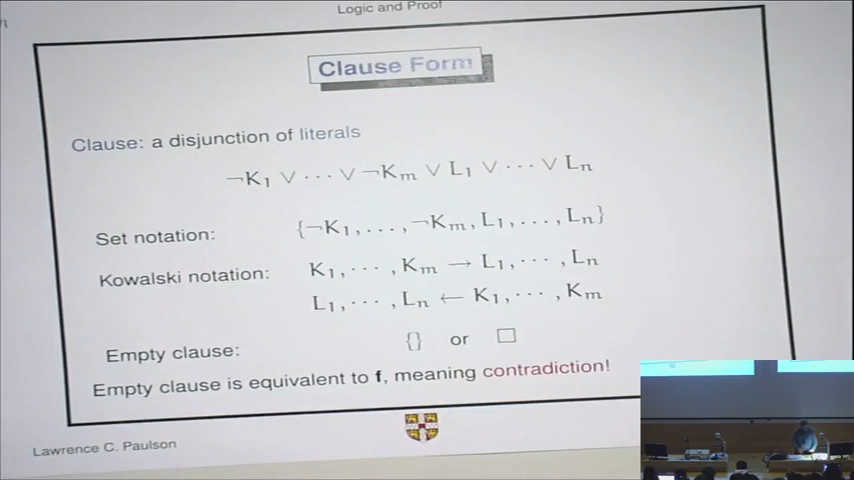 Logic and Proof
Clause Form
Clause: a disjunction of literals
¬K₁ ∨ ··· ∨ ¬Kₘ ∨ L₁ ∨ ··· ∨ Lₙ
Set notation: {¬K₁, ..., ¬Kₘ, L₁, ..., Lₙ}
Kowalski notation: K₁, ··· , Kₘ → L₁, ··· , Lₙ
L₁, ··· , Lₙ ← K₁, ··· , Kₘ
Empty clause: {} or □
Empty clause is equivalent to f, meaning contradiction!
Lawrence C. Paulson